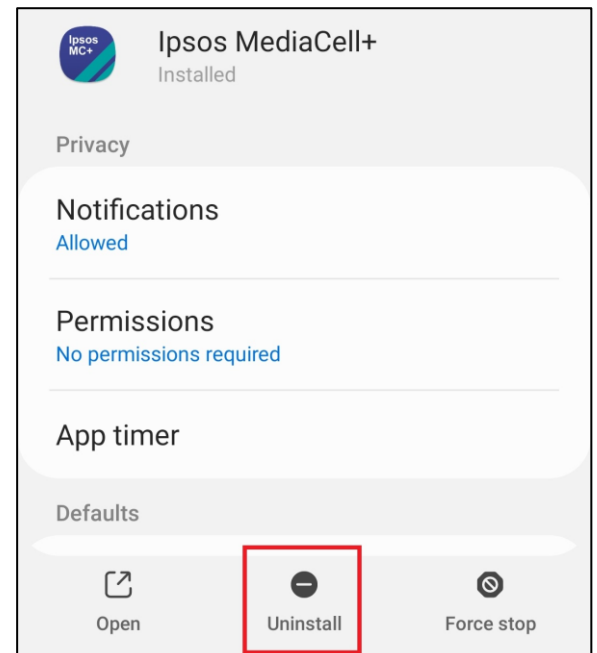 Ipsos
MC+
Ipsos MediaCell+
Installed
Privacy
Notifications
Allowed
Permissions
No permissions required
App timer
Defaults
Open
Uninstall
Force stop